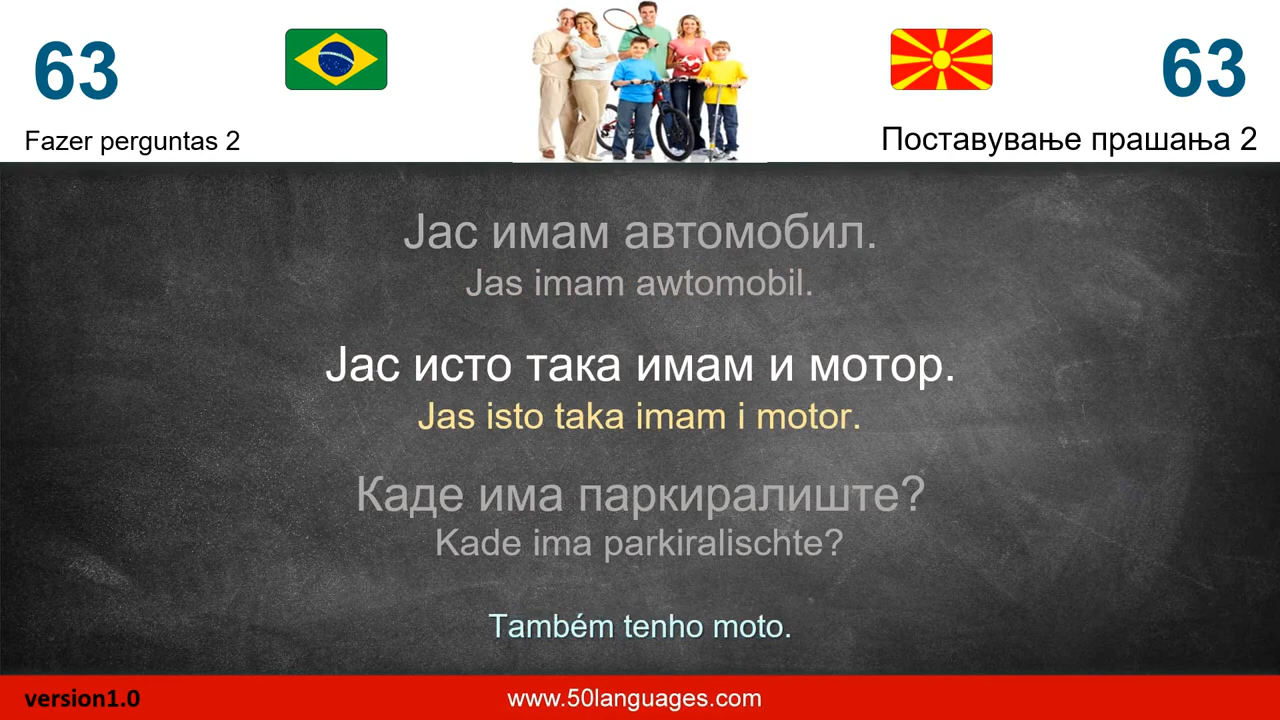 63
63
Fazer perguntas 2
Поставување прашања 2
Јас имам автомобил.
Jas imam awtomobil.
Јас исто така имам и мотор.
Jas isto taka imam i motor.
Каде има паркиралиште?
Kade ima parkiralischte?
Também tenho moto.
version1.0
www.50languages.com